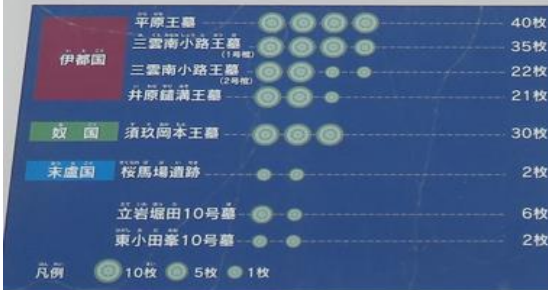 平原王墓 40枚
伊都国 三雲南小路王墓(1号棺) 35枚
三雲南小路王墓(2号棺) 22枚
井原鑓溝王墓 21枚
奴国 須玖岡本王墓 30枚
末盧国 桜馬場遺跡 2枚
立岩堀田10号墓 6枚
東小田峯10号墓 2枚
凡例 10枚 5枚 1枚